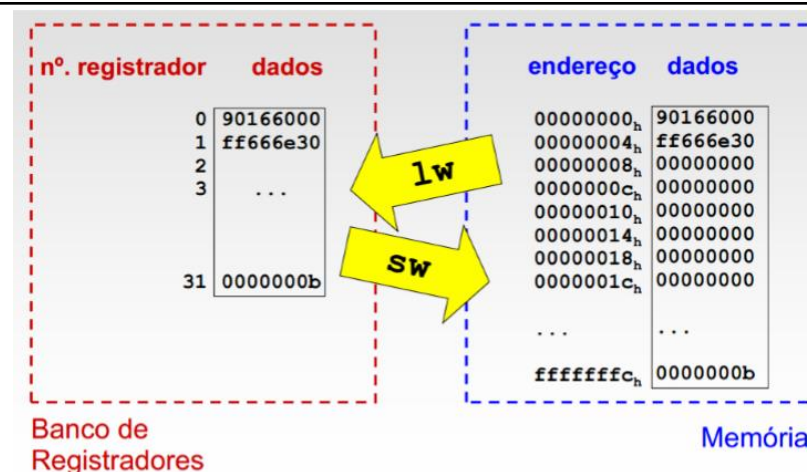 nº. registrador dados
0 90166000
1 ff666e30
2
3 ...
31 0000000b
Banco de
Registradores
lw
sw
endereço dados
00000000h 90166000
00000004h ff666e30
00000008h 00000000
0000000ch 00000000
00000010h 00000000
00000014h 00000000
00000018h 00000000
0000001ch 00000000
... ...
fffffffch 0000000b
Memória